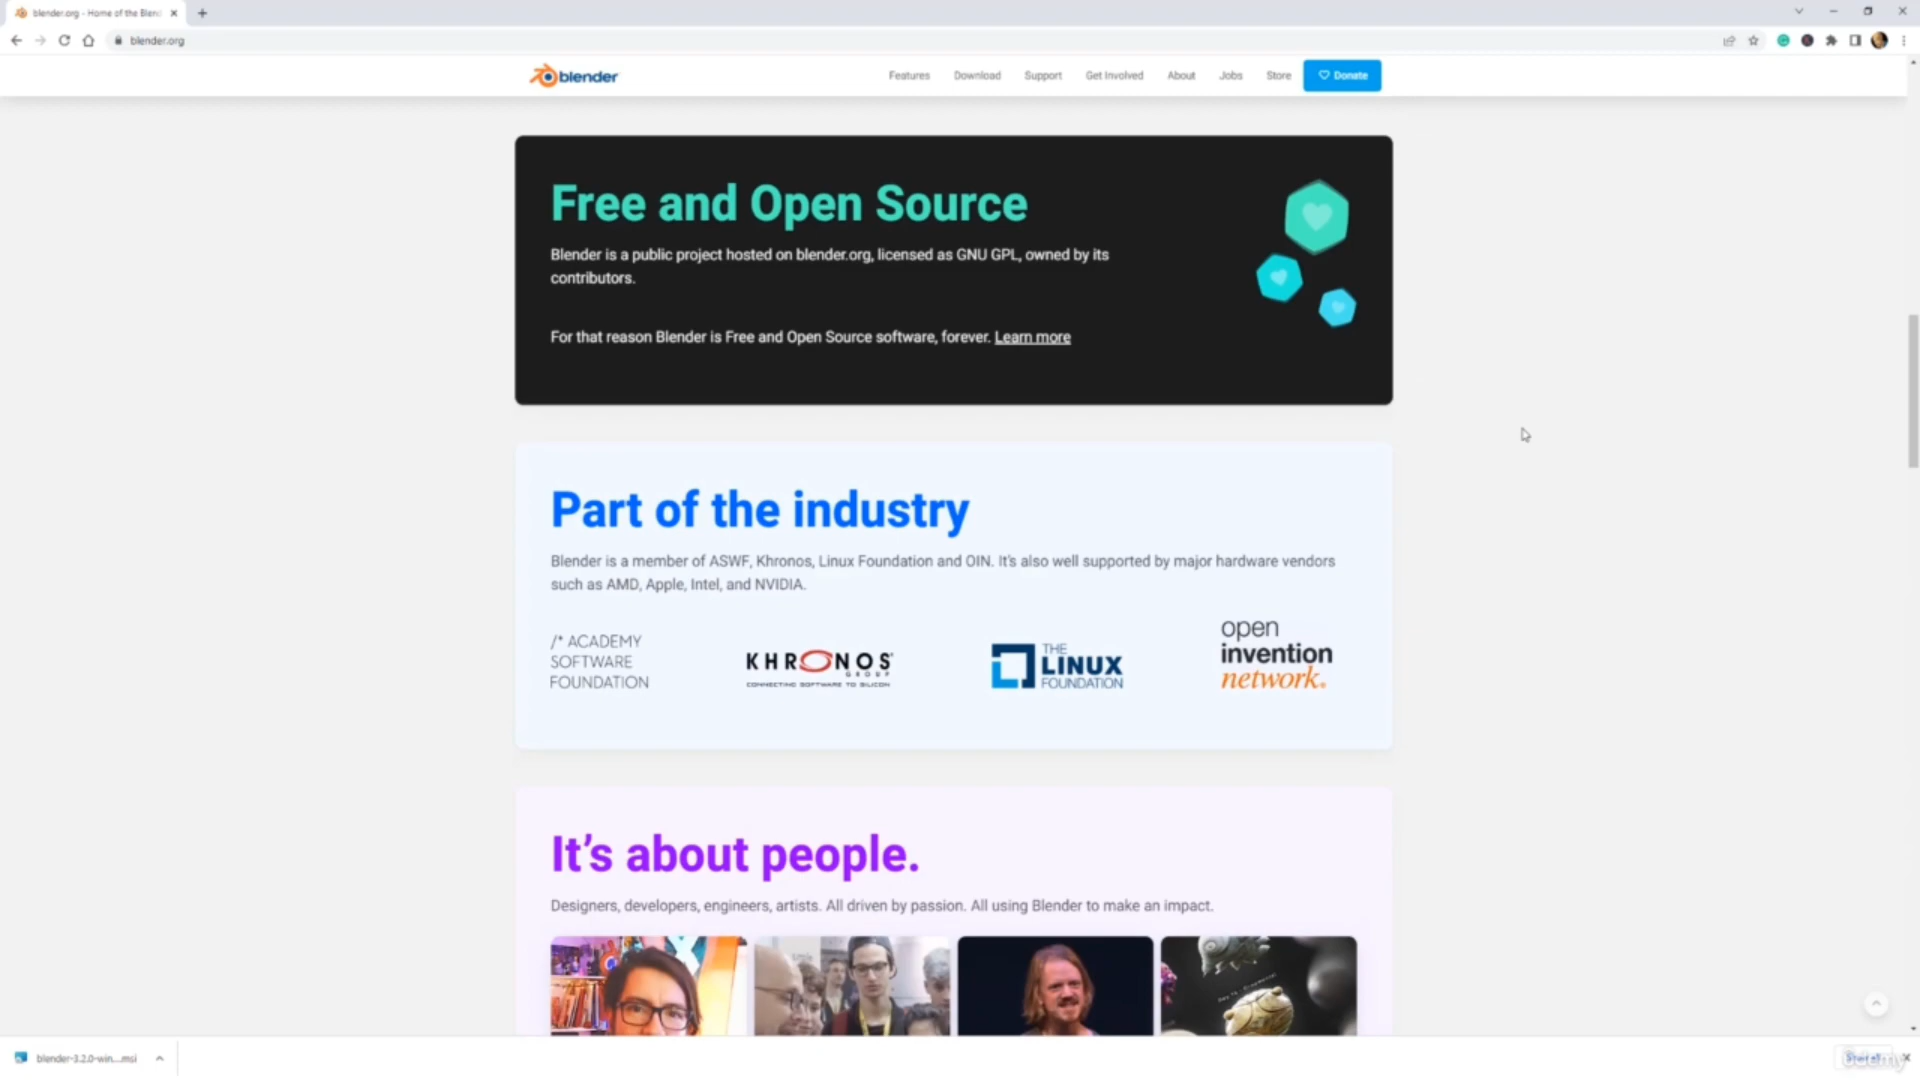 blender.org - Home of the Blend
blender.org
blender
Features
Download
Support
Get Involved
About
Jobs
Store
Donate
Free and Open Source
Blender is a public project hosted on blender.org, licensed as GNU GPL, owned by its
contributors.
For that reason Blender is Free and Open Source software, forever. Learn more
Part of the industry
Blender is a member of ASWF, Khronos, Linux Foundation and OIN. It's also well supported by major hardware vendors
such as AMD, Apple, Intel, and NVIDIA.
/* ACADEMY
SOFTWARE
FOUNDATION
KHRONOS
GROUP
CONNECTING SOFTWARE TO SILICON
THE
LINUX
FOUNDATION
open
invention
network.
It's about people.
Designers, developers, engineers, artists. All driven by passion. All using Blender to make an impact.
blender-3.2.0-win....msi
Show all
Udemy